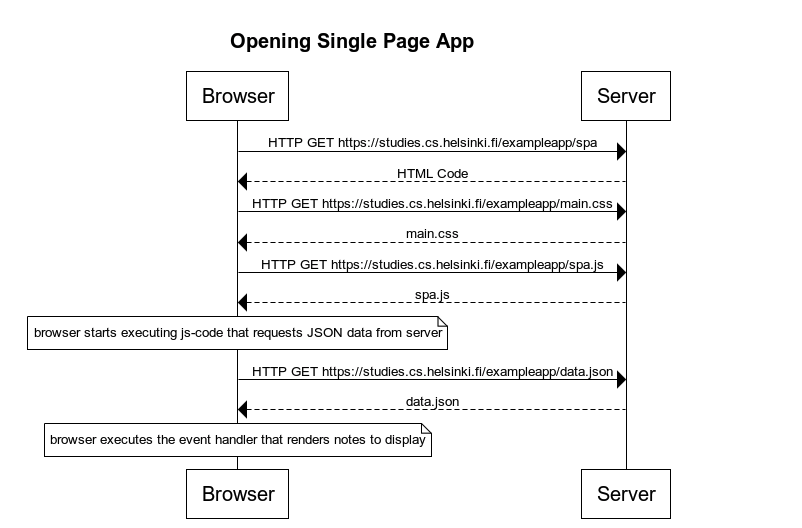 Opening Single Page App
Browser
Server
HTTP GET https://studies.cs.helsinki.fi/exampleapp/spa
HTML Code
HTTP GET https://studies.cs.helsinki.fi/exampleapp/main.css
main.css
HTTP GET https://studies.cs.helsinki.fi/exampleapp/spa.js
spa.js
browser starts executing js-code that requests JSON data from server
HTTP GET https://studies.cs.helsinki.fi/exampleapp/data.json
data.json
browser executes the event handler that renders notes to display
Browser
Server